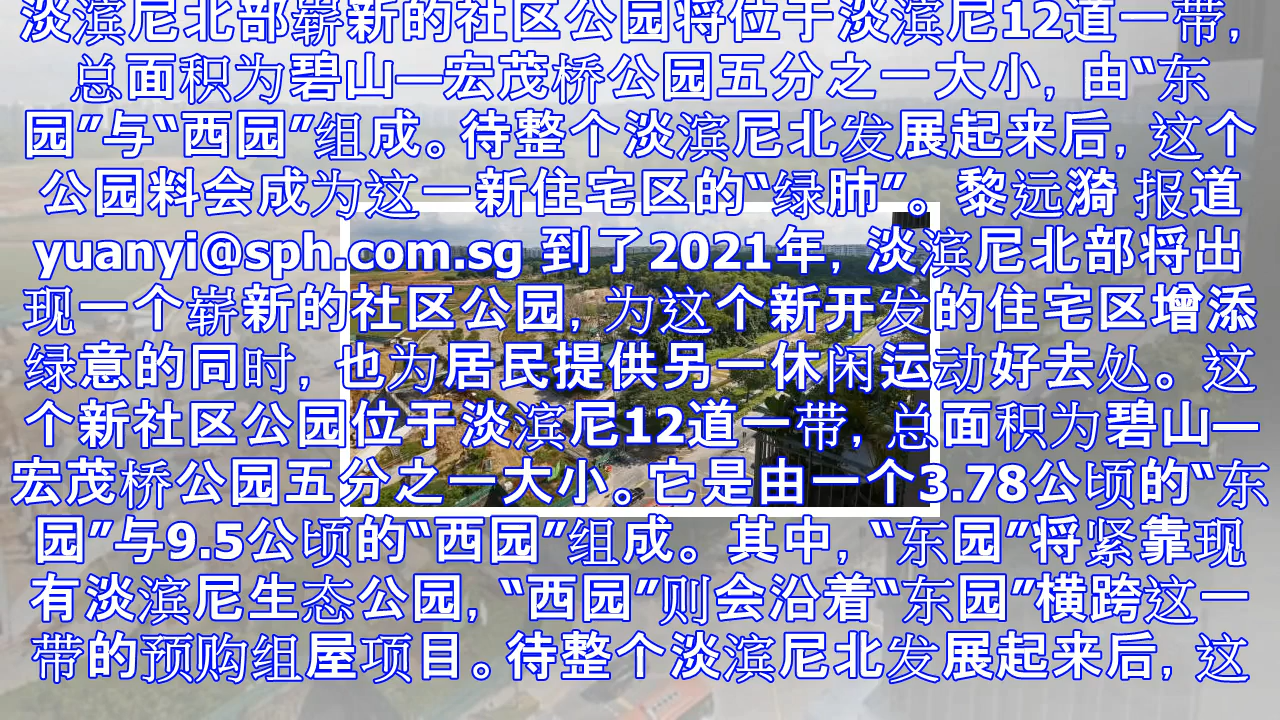 淡滨尼北部崭新的社区公园将位于淡滨尼12道一带，
总面积为碧山—宏茂桥公园五分之一大小，由“东
园”与“西园”组成。待整个淡滨尼北发展起来后，这个
公园料会成为这一新住宅区的“绿肺”。黎远漪 报道
yuanyi@sph.com.sg 到了2021年，淡滨尼北部将出
现一个崭新的社区公园，为这个新开发的住宅区增添
绿意的同时，也为居民提供另一休闲运动好去处。这
个新社区公园位于淡滨尼12道一带，总面积为碧山—
宏茂桥公园五分之一大小。它是由一个3.78公顷的“东
园”与9.5公顷的“西园”组成。其中，“东园”将紧靠现
有淡滨尼生态公园，“西园”则会沿着“东园”横跨这一
带的预购组屋项目。待整个淡滨尼北发展起来后，这